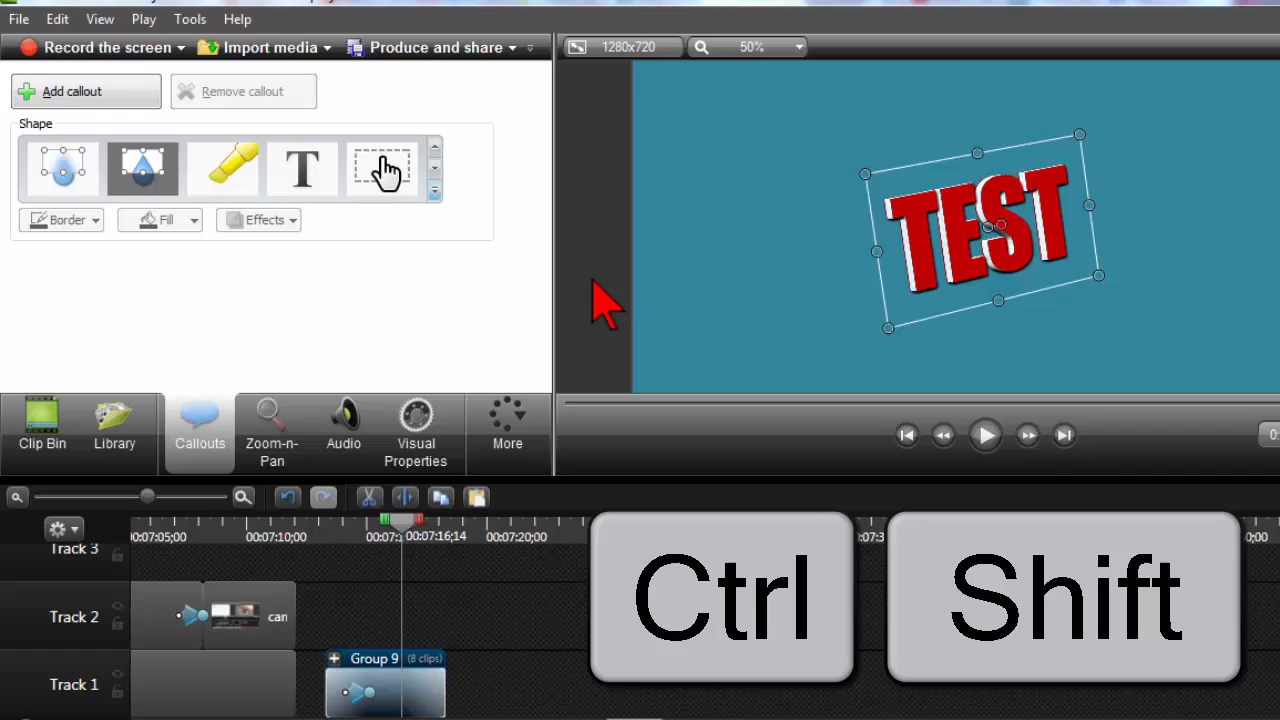 File Edit View Play Tools Help
Record the screen Import media Produce and share 1280x720 50%
Add callout Remove callout
Shape
T
TEST
Border Fill Effects
Clip Bin Library Callouts Zoom-n-Pan Audio Visual Properties More
0:
00:07:05;00 00:07:10;00 00:07:16;14 00:07:20;00
Track 3
Track 2 can
Group 9 (8 clips)
Track 1
Ctrl Shift